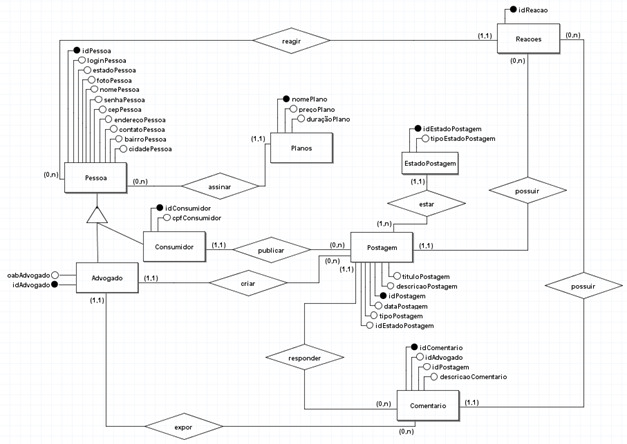 idReacao
reagir
(1,1)
Reacoes
(0,n)
(0,n)
idPessoa
loginPessoa
estadoPessoa
fotoPessoa
nomePessoa
senhaPessoa
cepPessoa
endereçoPessoa
contatoPessoa
bairroPessoa
cidadePessoa
nomePlano
preçoPlano
duraçãoPlano
(1,1)
Planos
idEstadoPostagem
tipoEstadoPostagem
EstadoPostagem
(0,n)
Pessoa
(0,n)
assinar
(1,1)
possuir
estar
idConsumidor
cpfConsumidor
(1,n)
Consumidor
(1,1)
publicar
(0,n)
Postagem
(1,1)
(0,n)
oabAdvogado
idAdvogado
Advogado
(1,1)
criar
(1,1)
tituloPostagem
descricaoPostagem
idPostagem
dataPostagem
tipoPostagem
idEstadoPostagem
possuir
(1,1)
responder
idComentario
idAdvogado
idPostagem
descricaoComentario
(0,n)
Comentario
(1,1)
expor
(0,n)